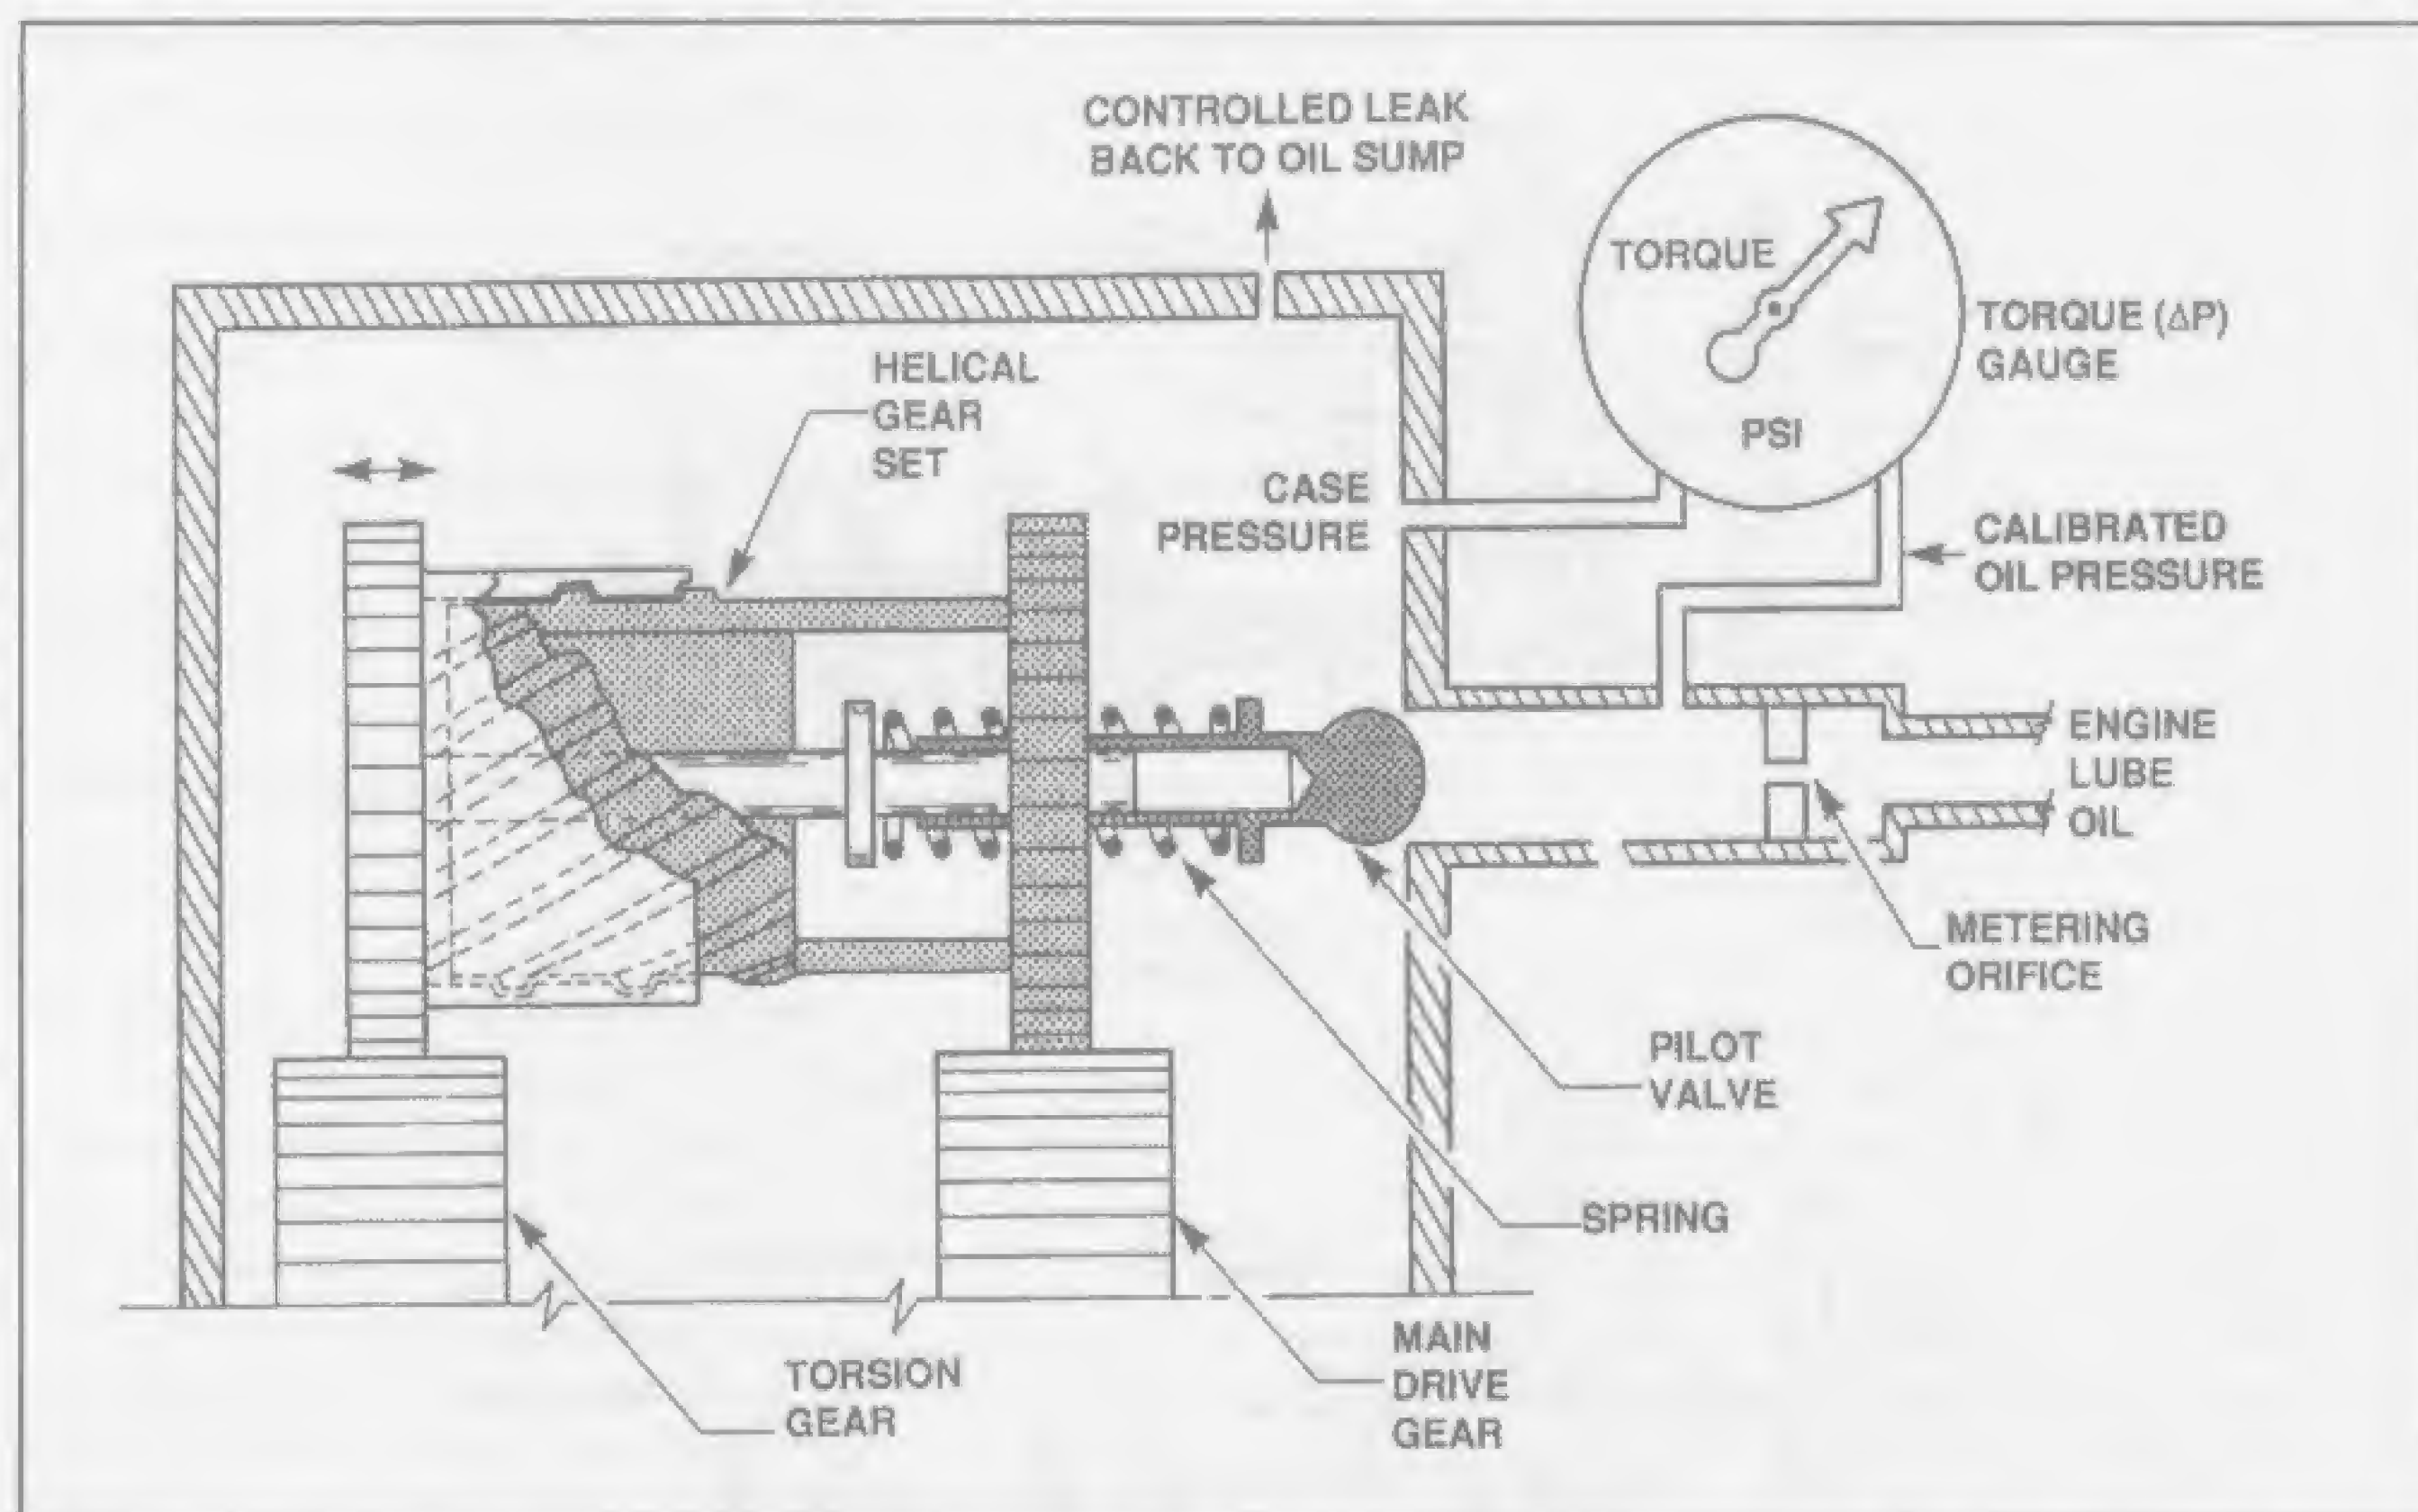 CONTROLLED LEAK
BACK TO OIL SUMP
TORQUE
PSI
TORQUE (ΔP)
GAUGE
HELICAL
GEAR
SET
CASE
PRESSURE
CALIBRATED
OIL PRESSURE
ENGINE
LUBE
OIL
METERING
ORIFICE
PILOT
VALVE
SPRING
MAIN
DRIVE
GEAR
TORSION
GEAR